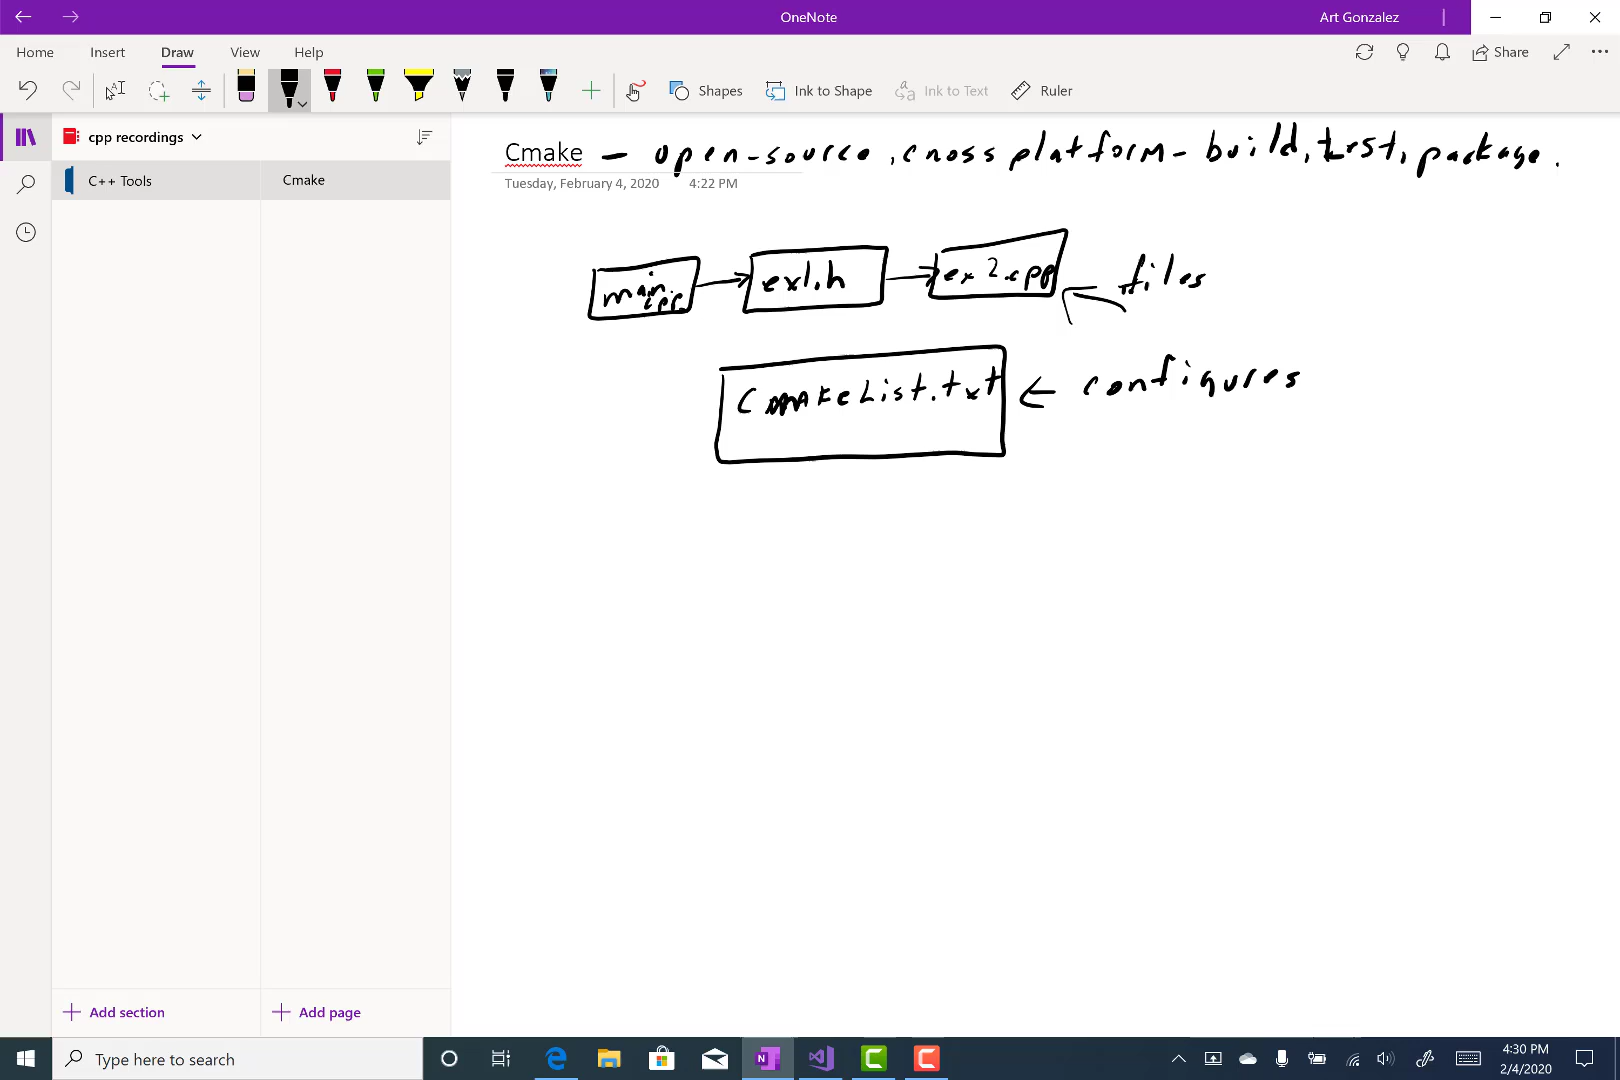 OneNote
Art Gonzalez
Home Insert Draw View Help
Share
Shapes Ink to Shape Ink to Text Ruler
cpp recordings
C++ Tools
Cmake
Cmake — open-source, cross platform - build, test, package.
Tuesday, February 4, 2020 4:22 PM
main.cpp ex1.h ex2.cpp files
CmakeList.txt configures
Add section
Add page
Type here to search
4:30 PM
2/4/2020